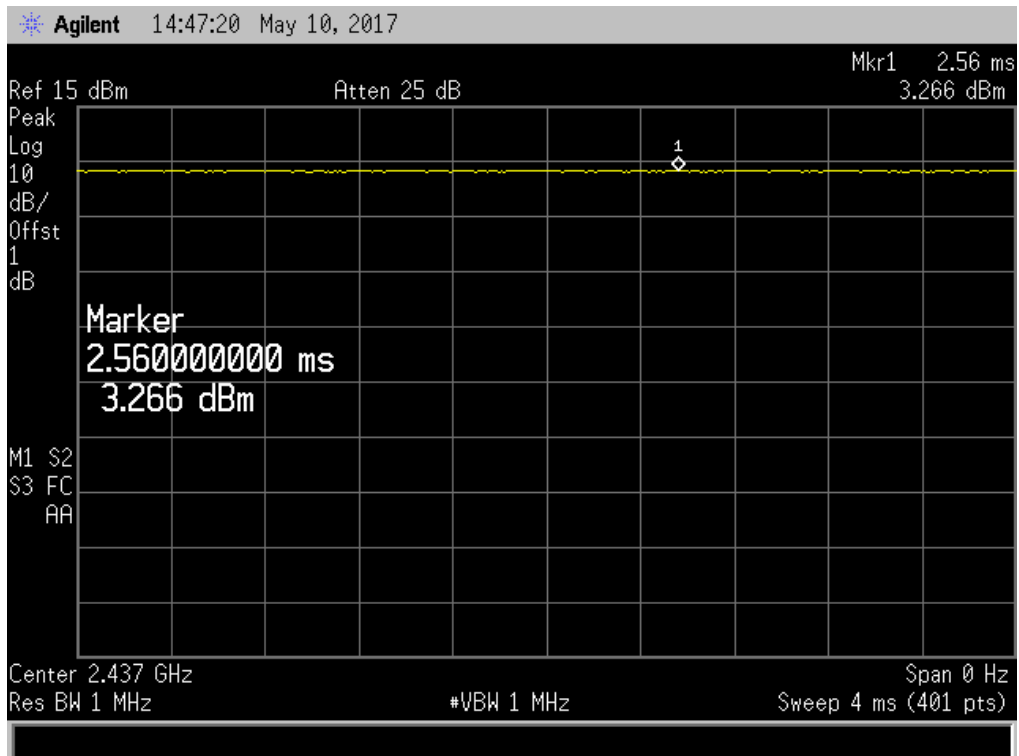 Agilent 14:47:20 May 10, 2017
Mkr1 2.56 ms
Ref 15 dBm Atten 25 dB 3.266 dBm
Peak
Log
10
dB/
Offst
1
dB
1
Marker
2.560000000 ms
3.266 dBm
M1 S2
S3 FC
AA
Center 2.437 GHz Span 0 Hz
Res BW 1 MHz #VBW 1 MHz Sweep 4 ms (401 pts)